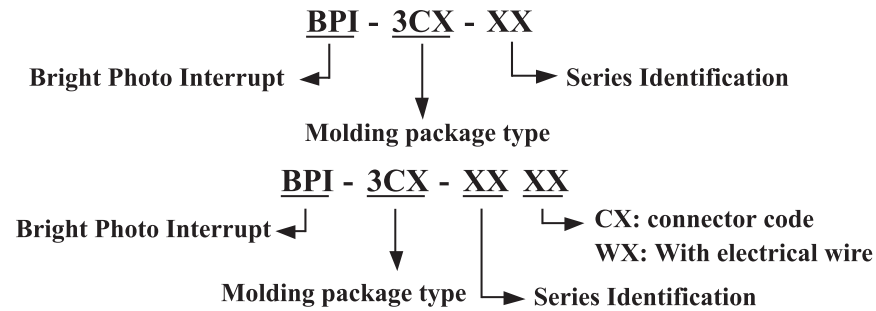 BPI - 3CX - XX
Bright Photo Interrupt
Series Identification
Molding package type
BPI - 3CX - XX XX
Bright Photo Interrupt
CX: connector code
WX: With electrical wire
Molding package type
Series Identification